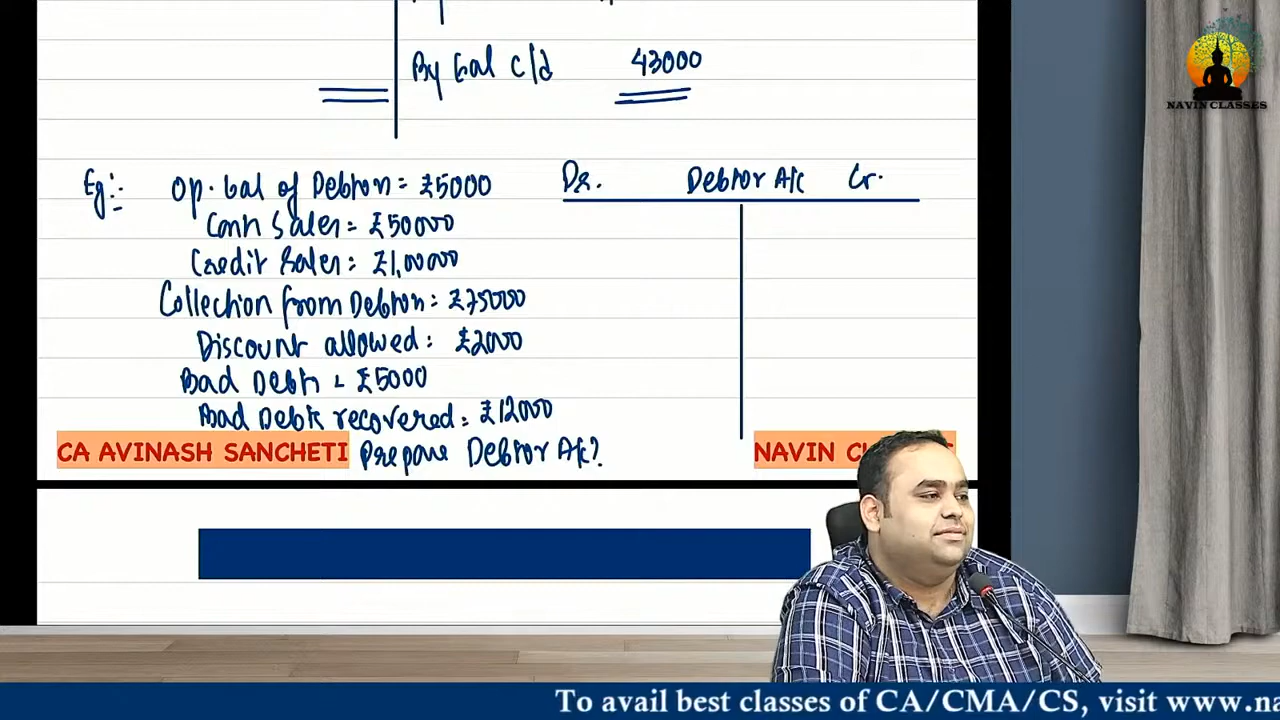 By Bal c/d 43000
NAVIN CLASSES
Eg:- Op. bal of Debtors = ₹5000
Cash Sales = ₹50000
Credit Sales = ₹1,00000
Collection from Debtors = ₹75000
Discount allowed = ₹2000
Bad Debts = ₹5000
Bad Debts recovered = ₹12000
Prepare Debtor A/c?
Dr. Debtor A/c Cr.
CA AVINASH SANCHETI
NAVIN
To avail best classes of CA/CMA/CS, visit www.na